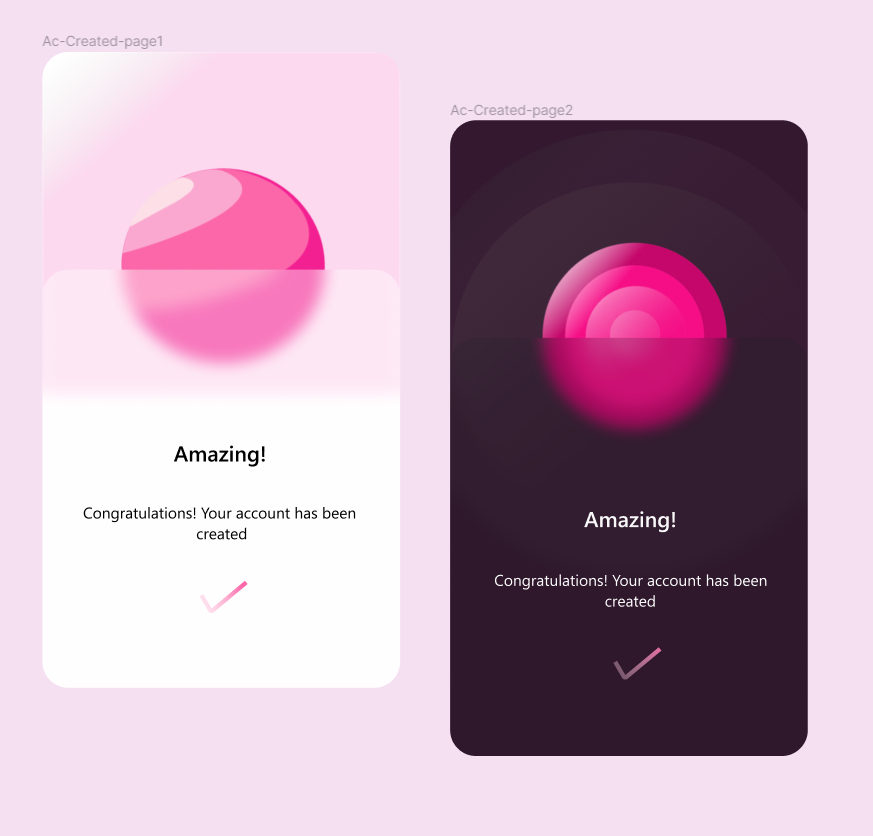 Ac-Created-page1
Amazing!
Congratulations! Your account has been
created
Ac-Created-page2
Amazing!
Congratulations! Your account has been
created